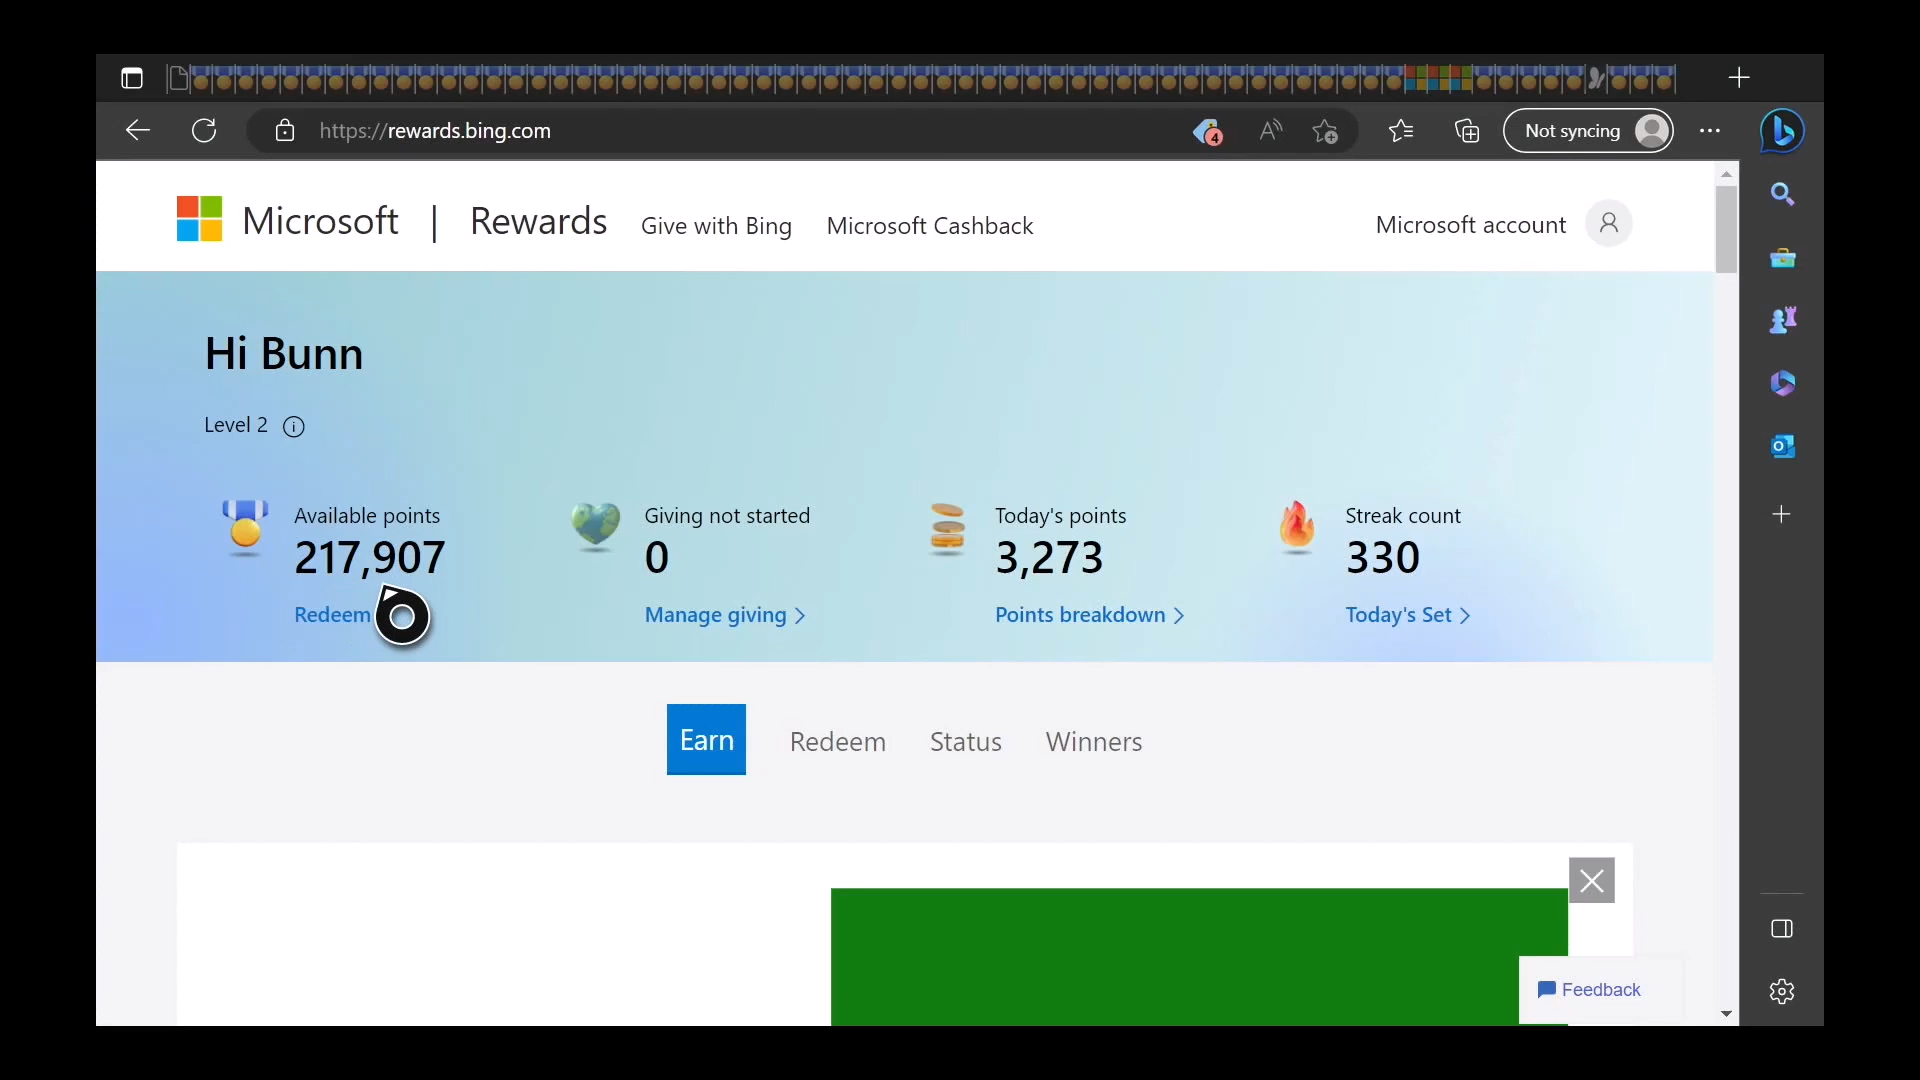 https://rewards.bing.com
4
Not syncing
Microsoft | Rewards
Give with Bing
Microsoft Cashback
Microsoft account
Hi Bunn
Level 2
Available points
217,907
Redeem
Giving not started
0
Manage giving
Today's points
3,273
Points breakdown
Streak count
330
Today's Set
Earn
Redeem
Status
Winners
Feedback